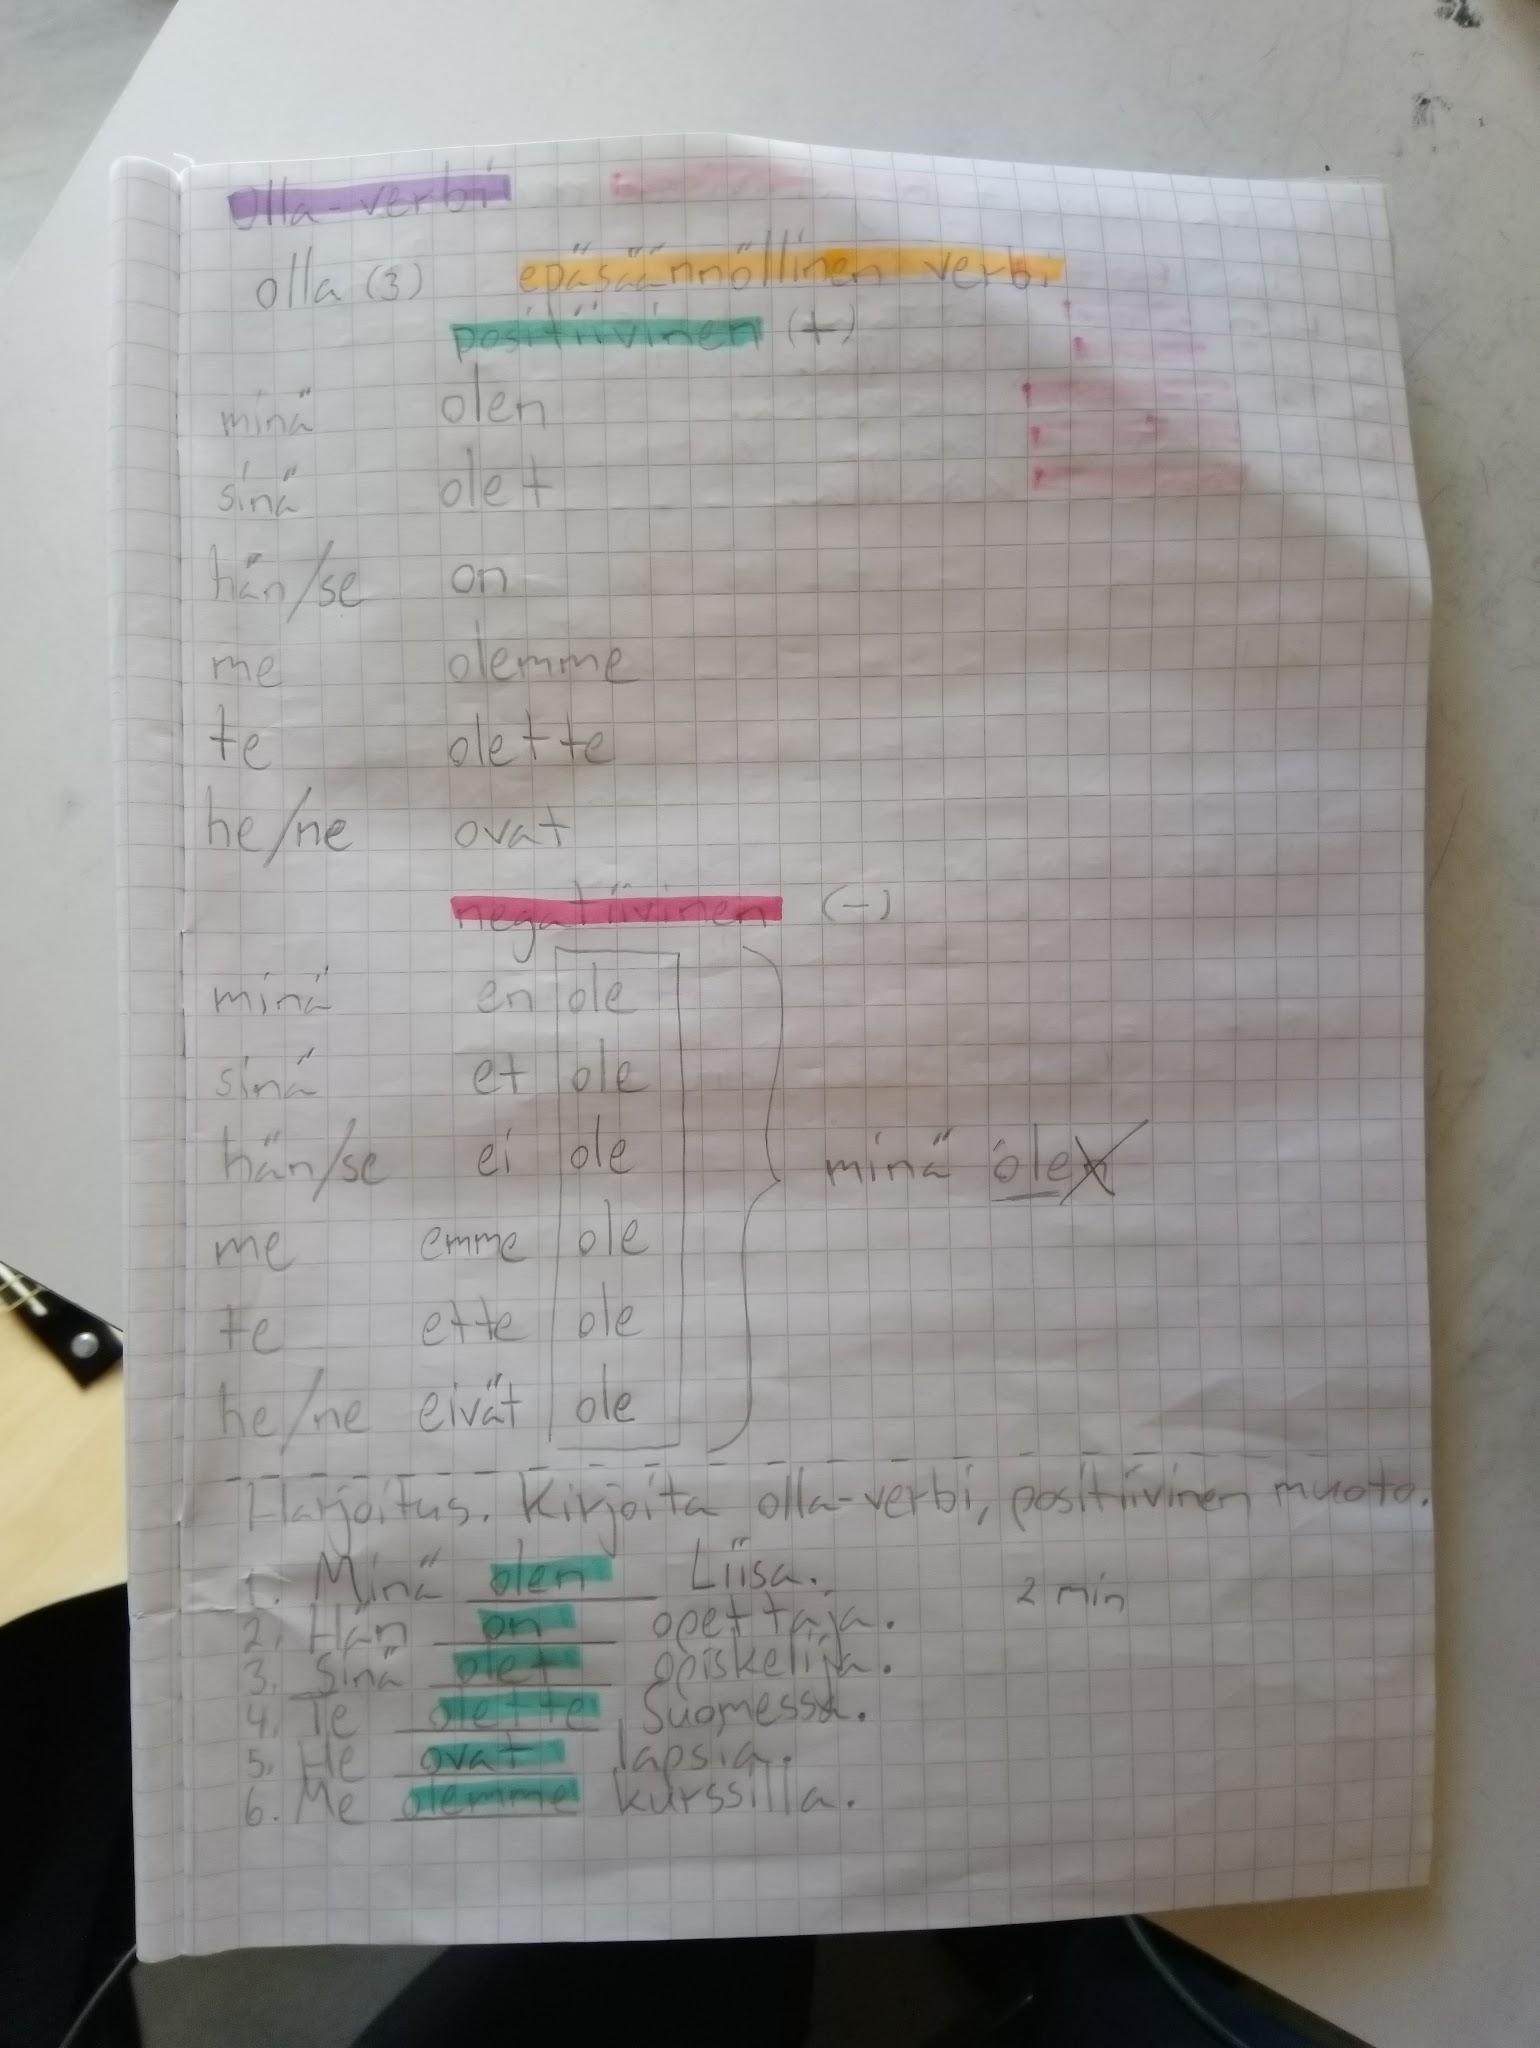 olla-verbi
olla (3) epäsäännöllinen verbi
positiivinen (+)
minä olen
sinä olet
hän/se on
me olemme
te olette
he/ne ovat
negatiivinen (-)
minä en ole
sinä et ole
hän/se ei ole
minä olen
me emme ole
te ette ole
he/ne eivät ole
Harjoitus. Kirjoita olla-verbi, positiivinen muoto.
1. Minä olen Liisa.
2 min
2. Hän on opettaja.
3. Sinä olet opiskelija.
4. Te olette Suomessa.
5. He ovat lapsia.
6. Me olemme kurssilla.